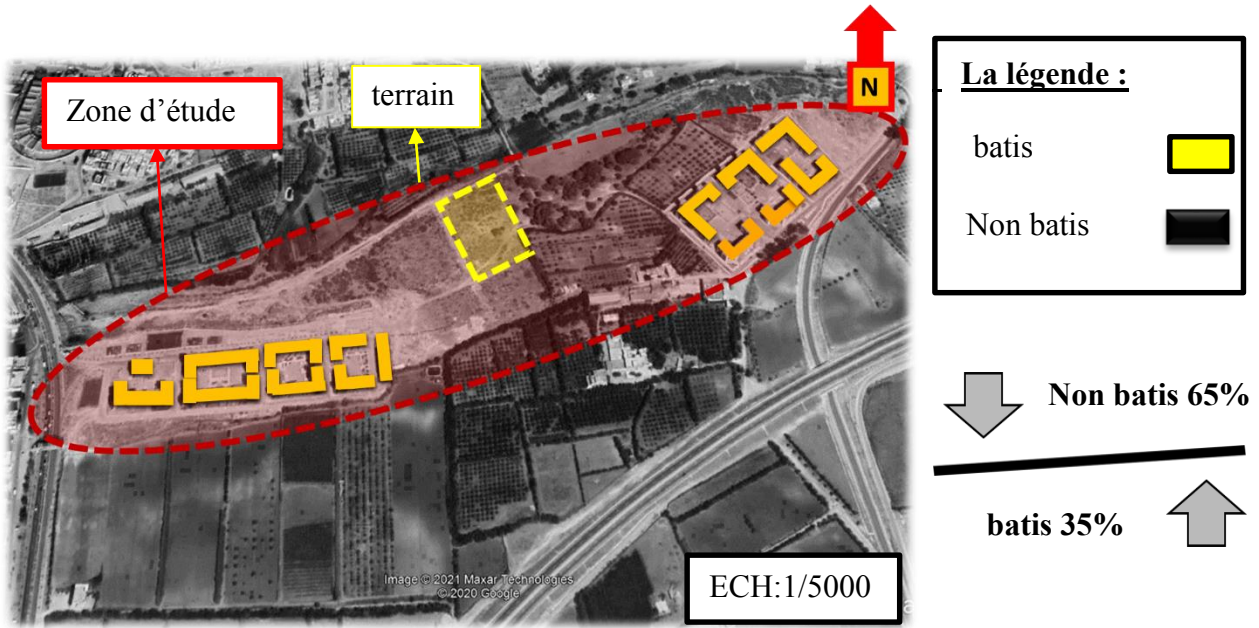 Zone d'étude
terrain
N
La légende :
batis
Non batis
Non batis 65%
batis 35%
ECH:1/5000
Image © 2021 Maxar Technologies
© 2020 Google